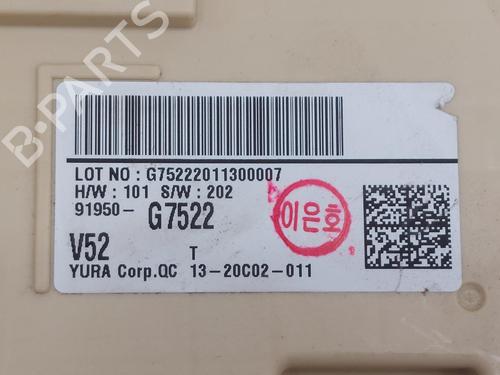 B-PARTS
LOT NO : G75222011300007
H/W : 101 S/W : 202
91950- G7522
이은호
V52 T
YURA Corp.QC 13-20C02-011